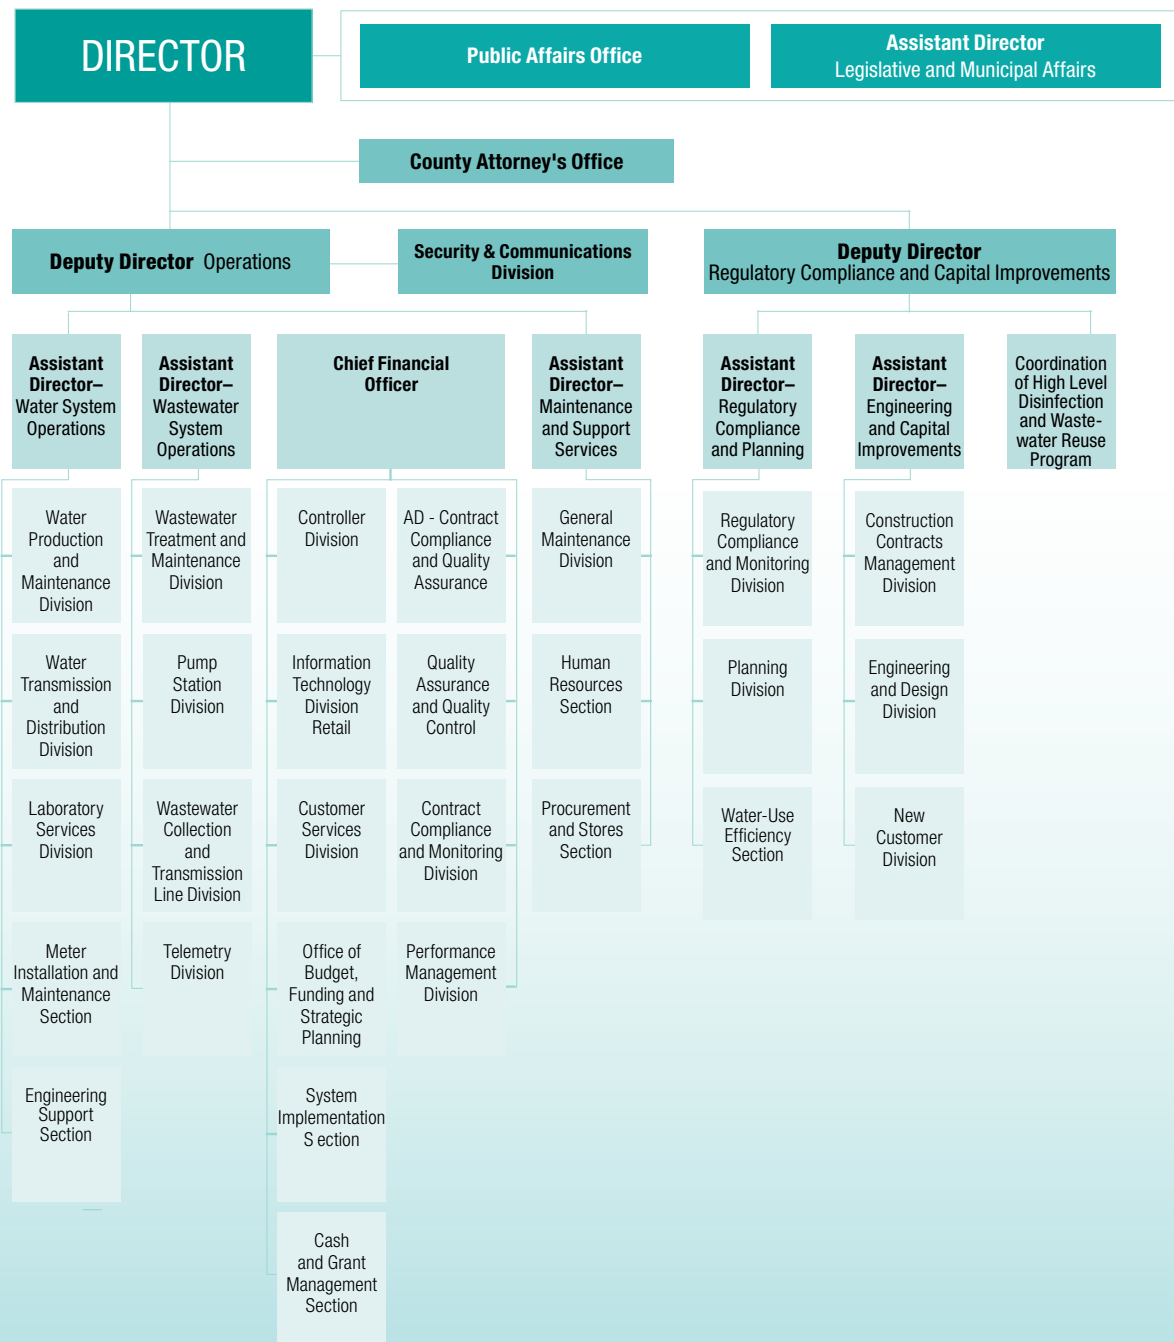 DIRECTOR
Public Affairs Office
Assistant Director
Legislative and Municipal Affairs
County Attorney's Office
Deputy Director Operations
Security & Communications
Division
Deputy Director
Regulatory Compliance and Capital Improvements
Assistant
Director–
Water System
Operations
Assistant
Director–
Wastewater
System
Operations
Chief Financial
Officer
Assistant
Director–
Maintenance
and Support
Services
Assistant
Director–
Regulatory
Compliance
and Planning
Assistant
Director–
Engineering
and Capital
Improvements
Coordination
of High Level
Disinfection
and Waste-
water Reuse
Program
Water
Production
and
Maintenance
Division
Wastewater
Treatment and
Maintenance
Division
Controller
Division
AD - Contract
Compliance
and Quality
Assurance
General
Maintenance
Division
Regulatory
Compliance
and Monitoring
Division
Construction
Contracts
Management
Division
Water
Transmission
and
Distribution
Division
Pump
Station
Division
Information
Technology
Division
Retail
Quality
Assurance
and Quality
Control
Human
Resources
Section
Planning
Division
Engineering
and Design
Division
Laboratory
Services
Division
Wastewater
Collection
and
Transmission
Line Division
Customer
Services
Division
Contract
Compliance
and Monitoring
Division
Procurement
and Stores
Section
Water-Use
Efficiency
Section
New
Customer
Division
Meter
Installation and
Maintenance
Section
Telemetry
Division
Office of
Budget,
Funding and
Strategic
Planning
Performance
Management
Division
Engineering
Support
Section
System
Implementation
S ection
Cash
and Grant
Management
Section